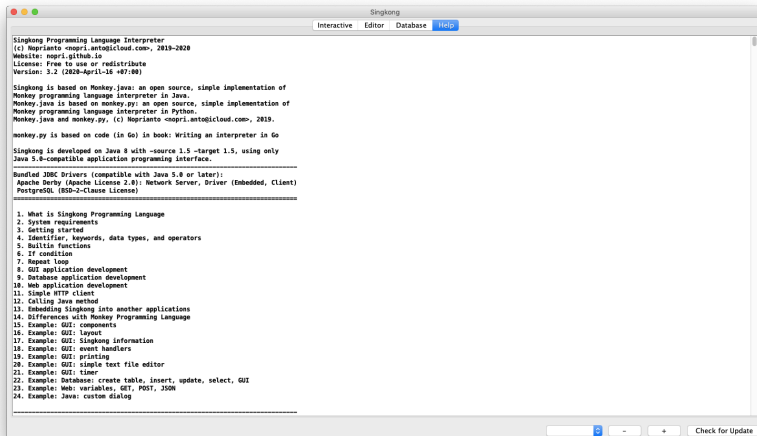 Singkong
Interactive
Editor
Database
Help
Singkong Programming Language Interpreter
(c) Noprianto <nopri.anto@icloud.com>, 2019-2020
Website: nopri.github.io
License: Free to use or redistribute
Version: 3.2 (2020-April-16 +07:00)
Singkong is based on Monkey.java: an open source, simple implementation of
Monkey programming language interpreter in Java.
Monkey.java is based on monkey.py: an open source, simple implementation of
Monkey programming language interpreter in Python.
Monkey.java and monkey.py, (c) Noprianto <nopri.anto@icloud.com>, 2019.
monkey.py is based on code (in Go) in book: Writing an interpreter in Go
Singkong is developed on Java 8 with -source 1.5 -target 1.5, using only
Java 5.0-compatible application programming interface.
Bundled JDBC Drivers (compatible with Java 5.0 or later):
Apache Derby (Apache License 2.0): Network Server, Driver (Embedded, Client)
PostgreSQL (BSD-2-Clause License)
1. What is Singkong Programming Language
2. System requirements
3. Getting started
4. Identifier, keywords, data types, and operators
5. Builtin functions
6. If condition
7. Repeat loop
8. GUI application development
9. Database application development
10. Web application development
11. Simple HTTP client
12. Calling Java method
13. Embedding Singkong into another applications
14. Differences with Monkey Programming Language
15. Example: GUI: components
16. Example: GUI: layout
17. Example: GUI: Singkong information
18. Example: GUI: event handlers
19. Example: GUI: printing
20. Example: GUI: simple text file editor
21. Example: GUI: timer
22. Example: Database: create table, insert, update, select, GUI
23. Example: Web: variables, GET, POST, JSON
24. Example: Java: custom dialog
-
+
Check for Update